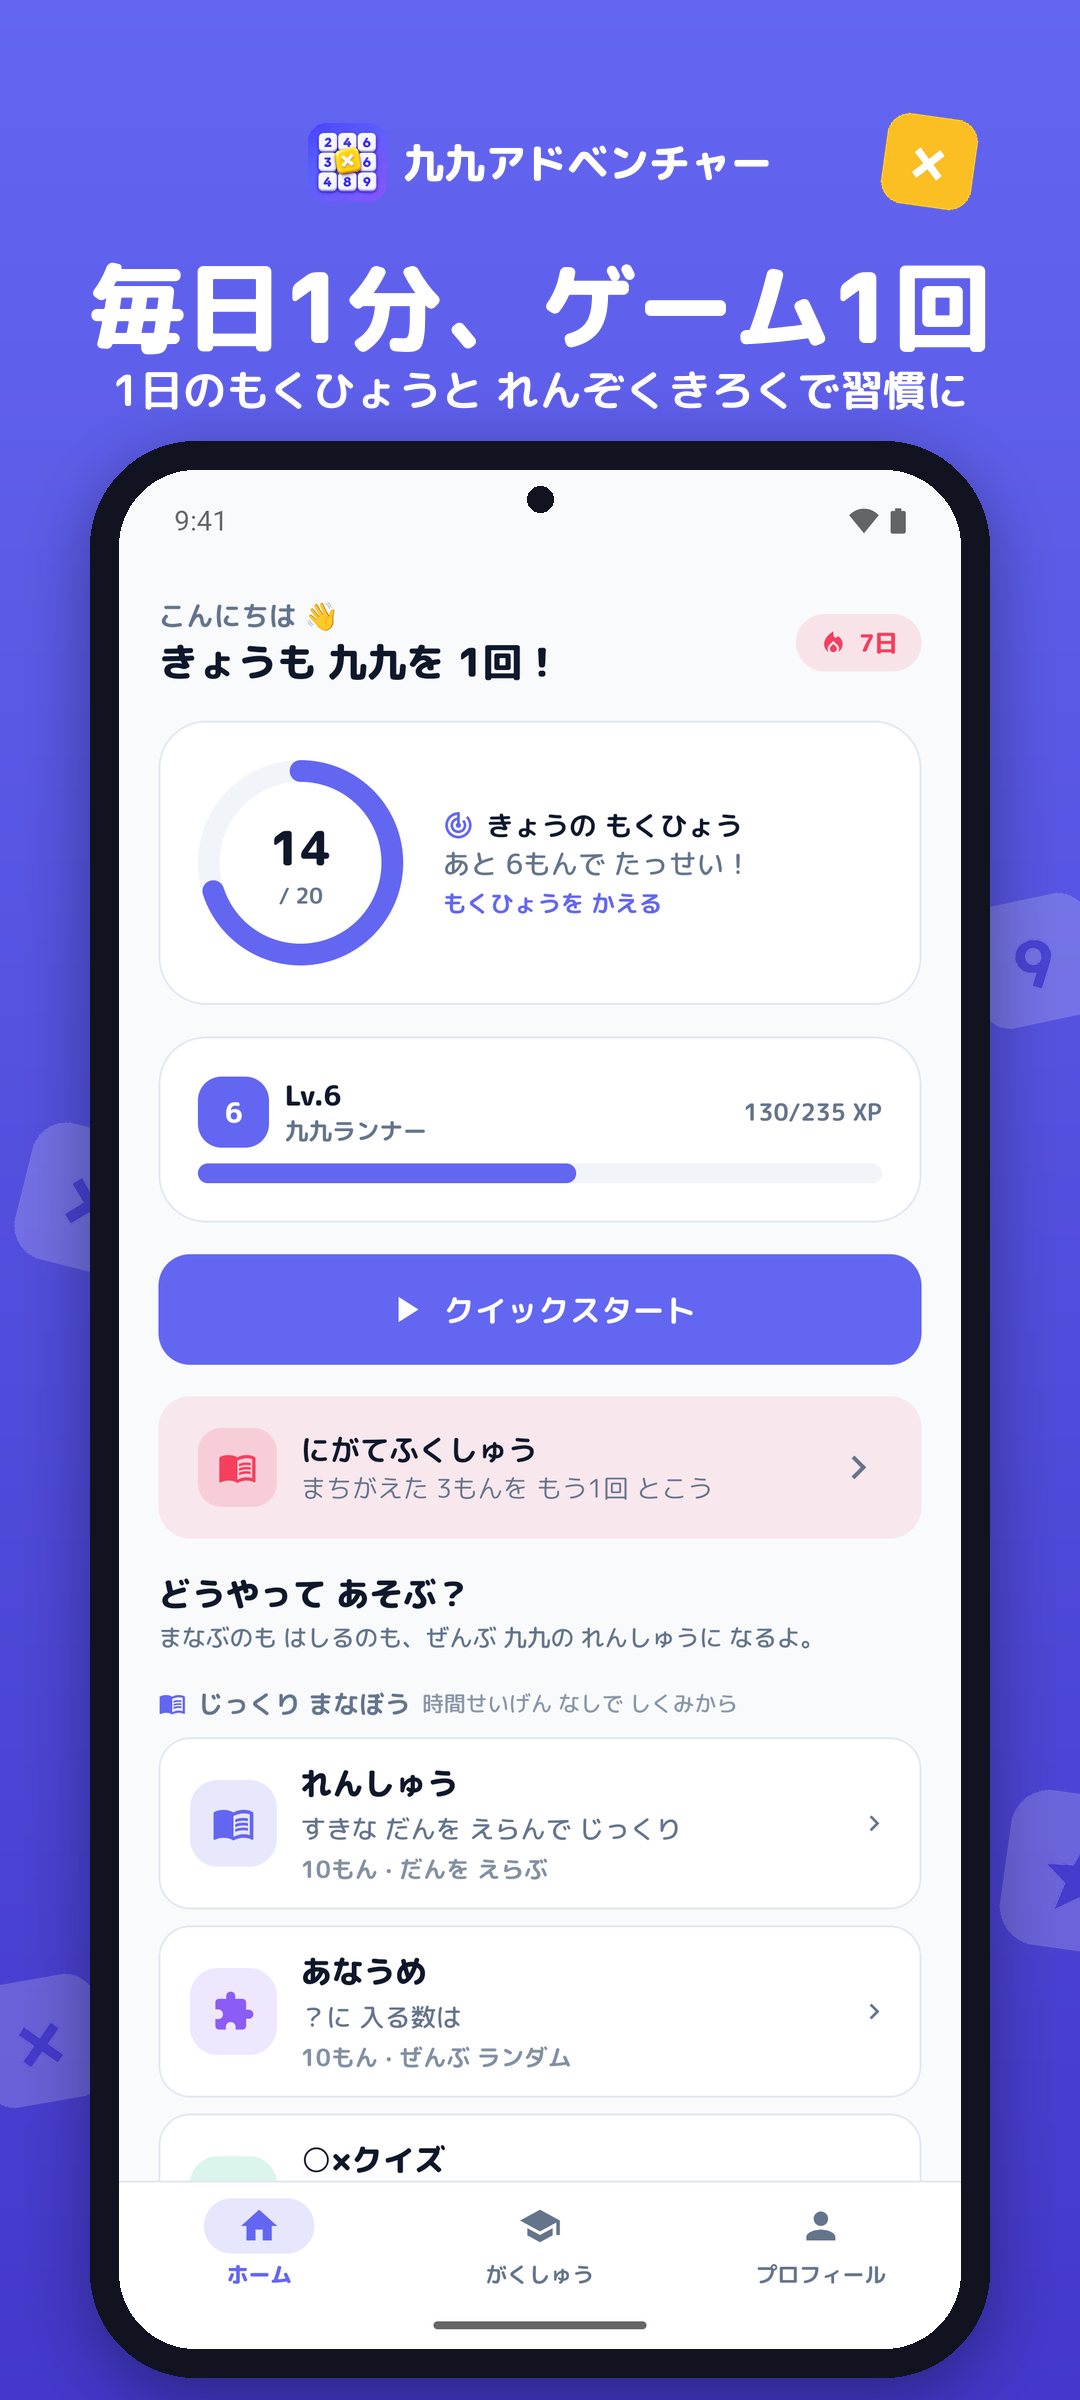 2 4 6
3 × 6
4 8 9
九九アドベンチャー
×
毎日1分、ゲーム1回
1日のもくひょうと れんぞくきろくで習慣に
9:41
こんにちは 👋
きょうも 九九を 1回！
7日
14
/ 20
きょうの もくひょう
あと 6もんで たっせい！
もくひょうを かえる
9
6
Lv.6
九九ランナー
130/235 XP
×
クイックスタート
にがてふくしゅう
まちがえた 3もんを もう1回 とこう
どうやって あそぶ？
まなぶのも はしるのも、ぜんぶ 九九の れんしゅうに なるよ。
じっくり まなぼう 時間せいげん なしで しくみから
れんしゅう
すきな だんを えらんで じっくり
10もん · だんを えらぶ
あなうめ
？に 入る数は
10もん · ぜんぶ ランダム
×
○×クイズ
ホーム
がくしゅう
プロフィール